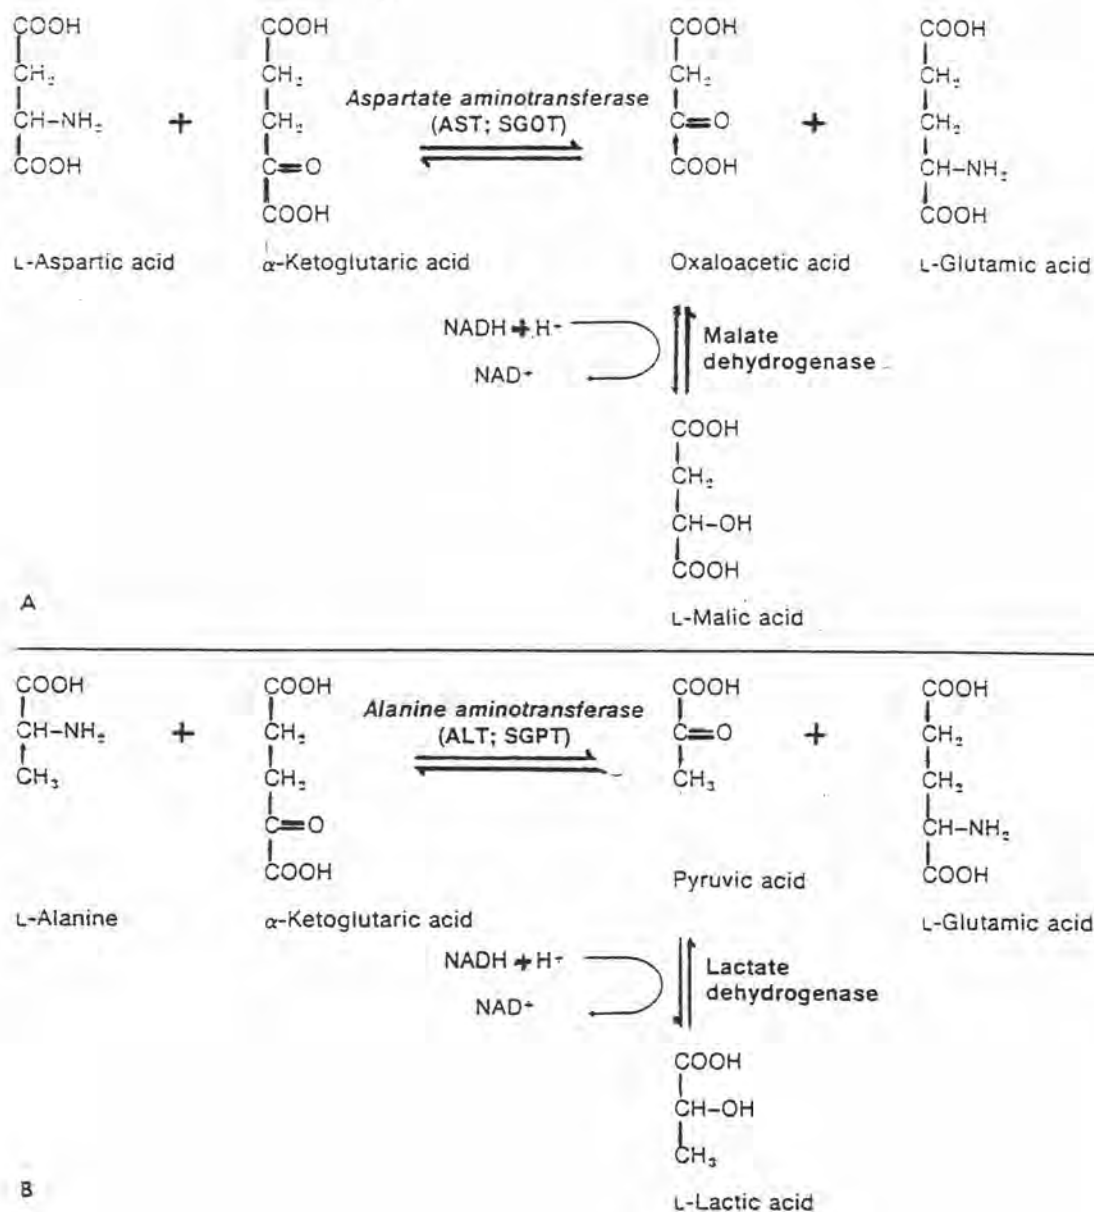 COOH COOH COOH COOH
CH₂ CH₂ CH₂ CH₂
Aspartate aminotransferase
CH–NH₂ + CH₂ (AST; SGOT) C=O + CH₂
COOH C=O COOH CH–NH₂
COOH COOH
L-Aspartic acid α-Ketoglutaric acid Oxaloacetic acid L-Glutamic acid
NADH + H⁺ Malate
NAD⁺ dehydrogenase
COOH
CH₂
CH–OH
COOH
A
L-Malic acid
COOH COOH COOH COOH
Alanine aminotransferase
CH–NH₂ + CH₂ (ALT; SGPT) C=O + CH₂
CH₃ CH₂ CH₃ CH₂
C=O CH–NH₂
COOH Pyruvic acid COOH
L-Alanine α-Ketoglutaric acid L-Glutamic acid
NADH + H⁺ Lactate
NAD⁺ dehydrogenase
COOH
CH–OH
CH₃
B
L-Lactic acid